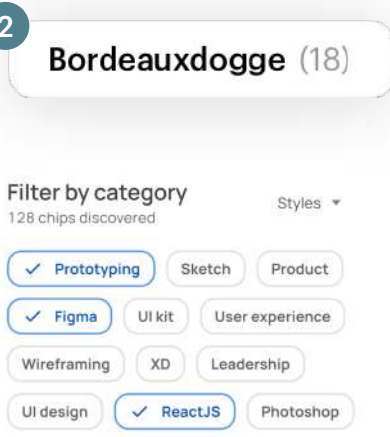 2
Bordeauxdogge (18)
Filter by category
Styles
128 chips discovered
Prototyping Sketch Product
Figma UI kit User experience
Wireframing XD Leadership
UI design ReactJS Photoshop